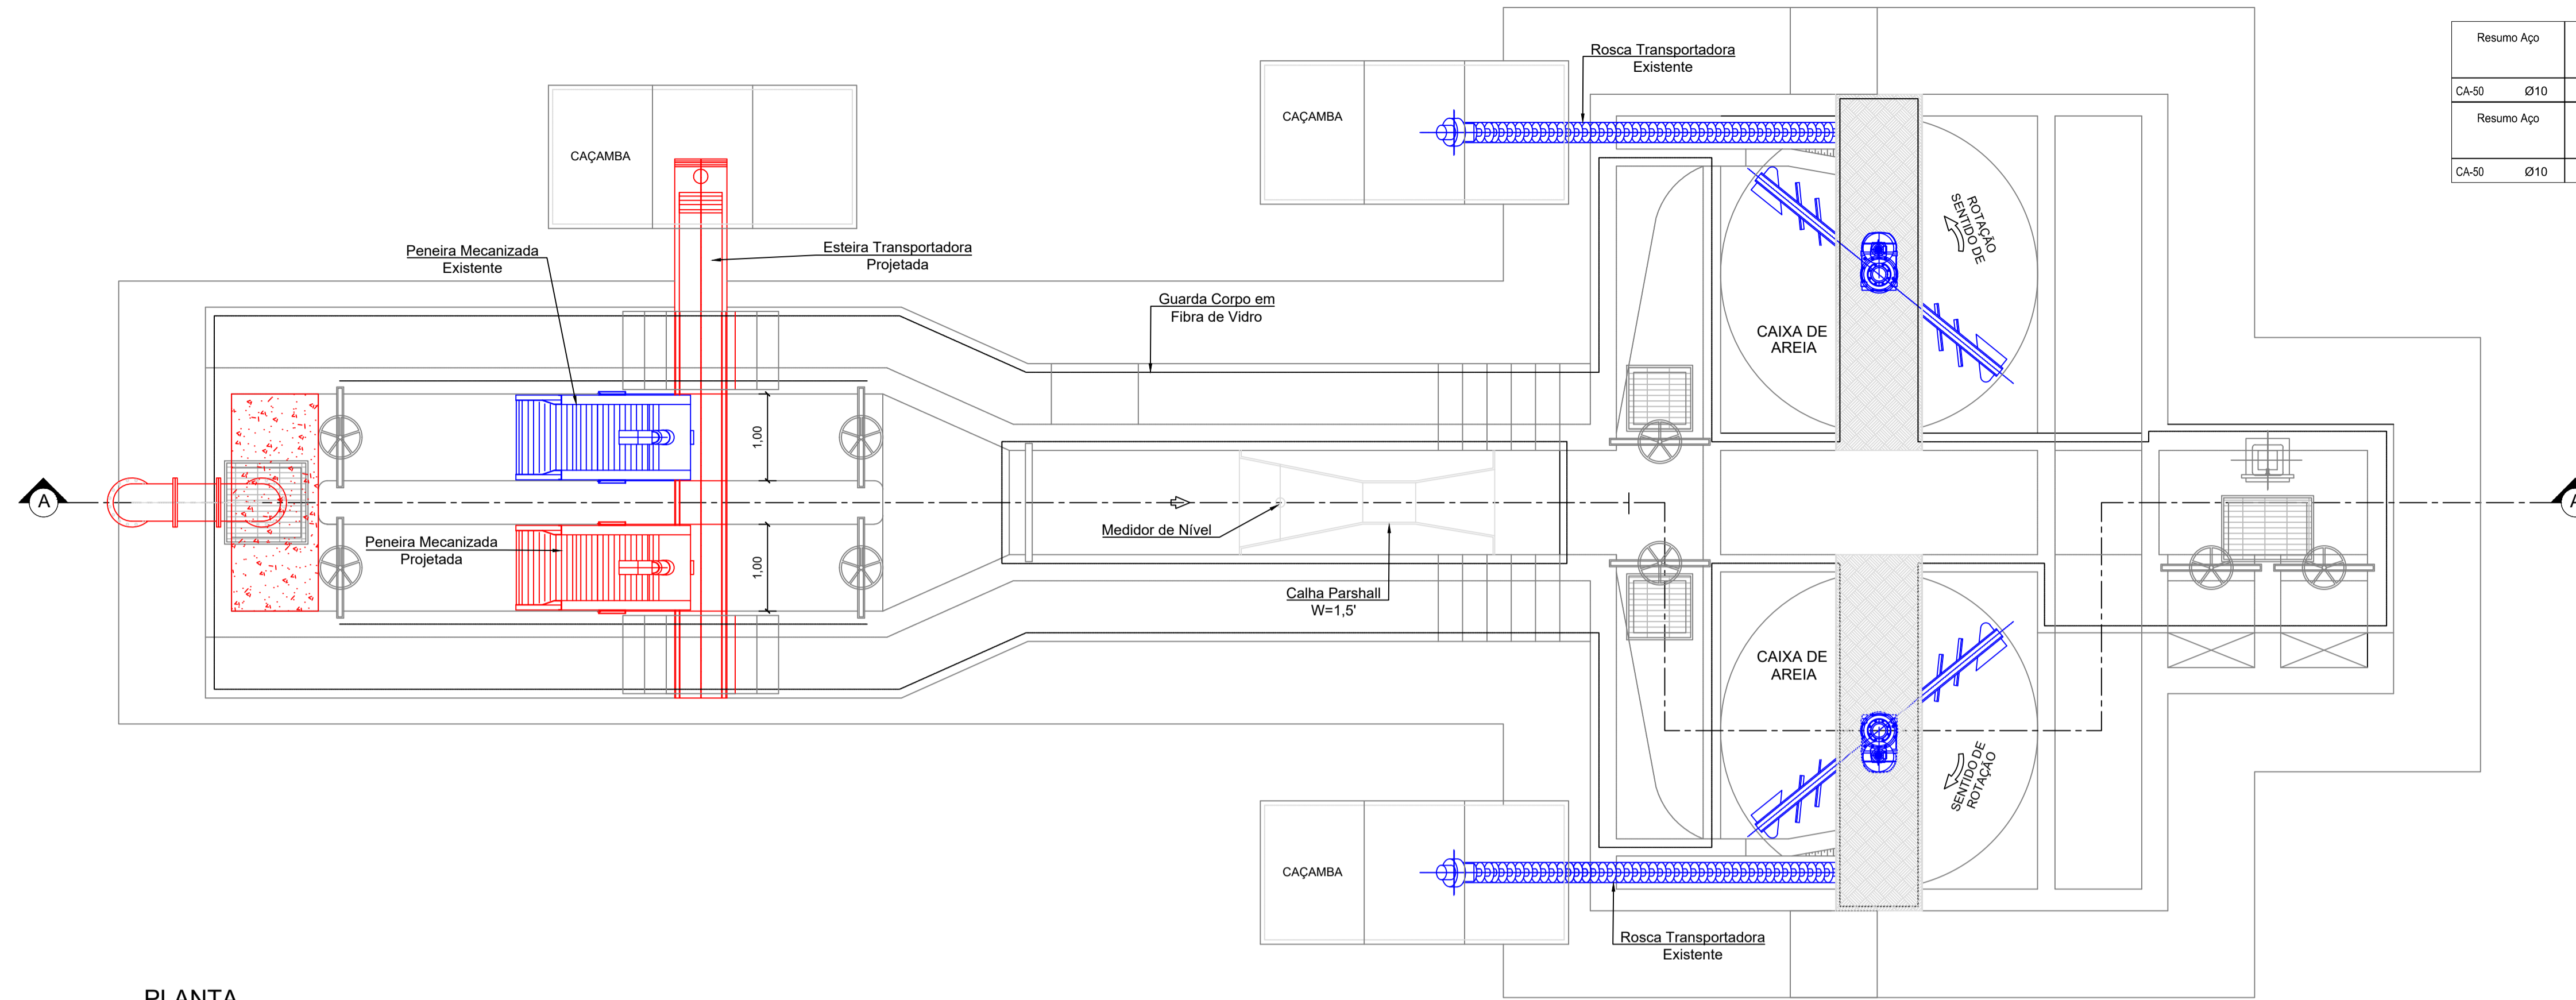 Resumo Aço
CA-50 Ø10
Resumo Aço
CA-50 Ø10
Rosca Transportadora
Existente
CAÇAMBA
CAÇAMBA
Peneira Mecanizada
Existente
Esteira Transportadora
Projetada
Guarda Corpo em
Fibra de Vidro
SENTIDO DE
ROTAÇÃO
CAIXA DE
AREIA
1,00
A
Medidor de Nível
Peneira Mecanizada
Projetada
1,00
Calha Parshall
W=1,5'
CAIXA DE
AREIA
SENTIDO DE
ROTAÇÃO
CAÇAMBA
Rosca Transportadora
Existente
PLANTA